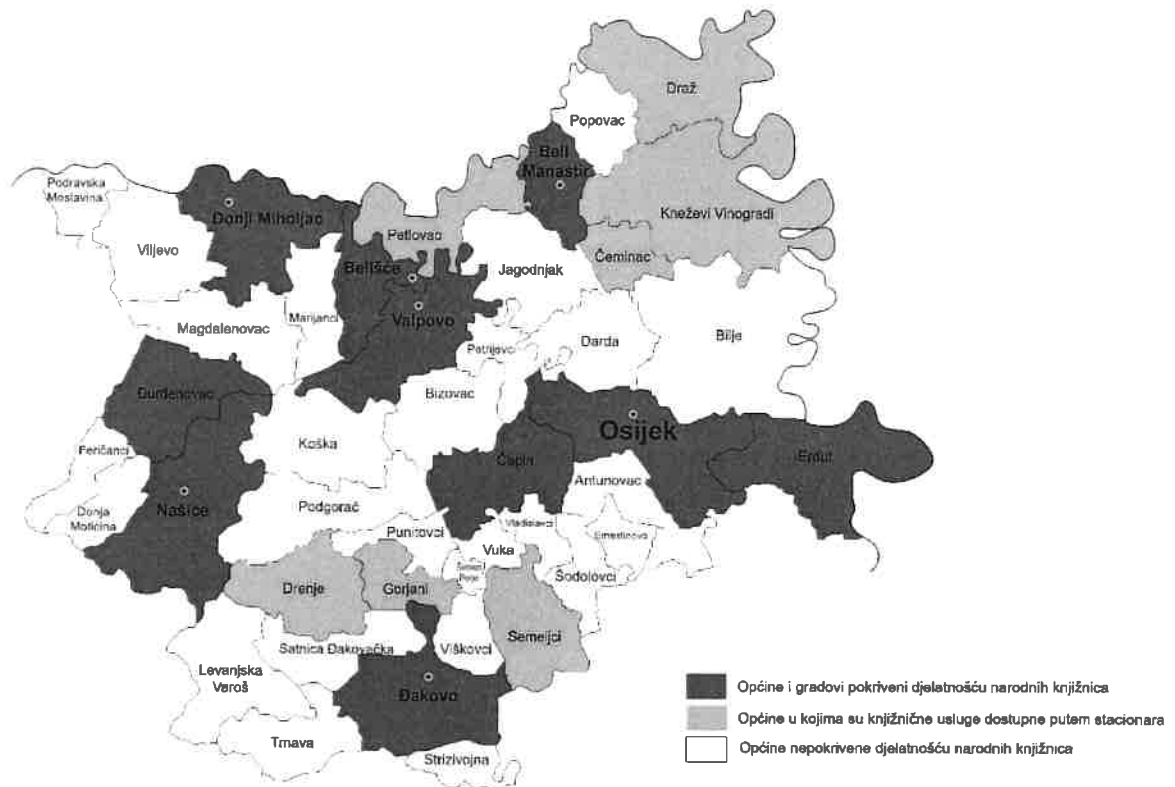 Draž
Popovac
Beli
Manastir
Podravska
Moslavina
Donji Miholjac
Kneževi Vinogradi
Viljevo
Petlovac
Čeminac
Belišće
Jagodnjak
Valpovo
Marijanci
Magdalenovac
Petrijevci
Darda
Bilje
Đurđenovac
Bizovac
Osijek
Koška
Feričanci
Čepin
Erdut
Antunovac
Našice
Podgorač
Donja
Motičina
Vladislavci
Ernestinovo
Punitovci
Vuka
Šodolovci
Drenje
Gorjani
Semeljci
Satnica Đakovačka
Viškovci
Levanjska
Varoš
Đakovo
Trnava
Strizivojna
Općine i gradovi pokriveni djelatnošću narodnih knjižnica
Općine u kojima su knjižnične usluge dostupne putem stacionara
Općine nepokrivene djelatnošću narodnih knjižnica